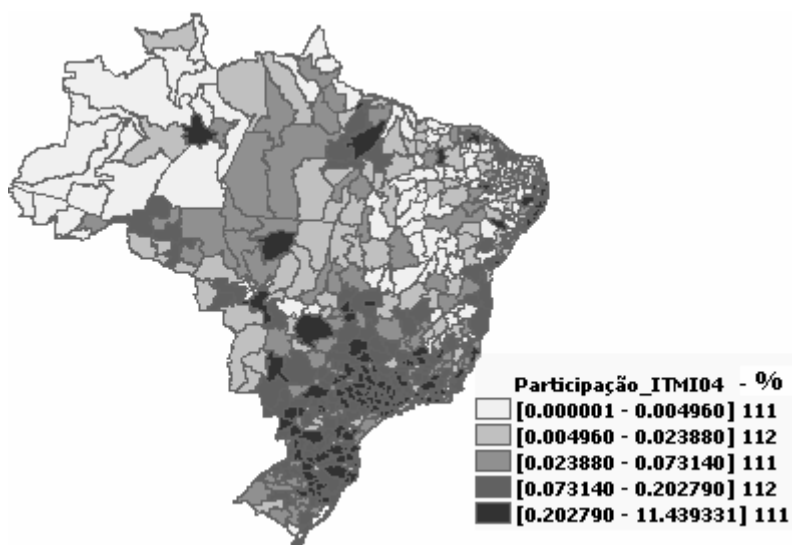 Participação_ITMI04 - %
[0.000001 - 0.004960] 111
[0.004960 - 0.023880] 112
[0.023880 - 0.073140] 111
[0.073140 - 0.202790] 112
[0.202790 - 11.439331] 111